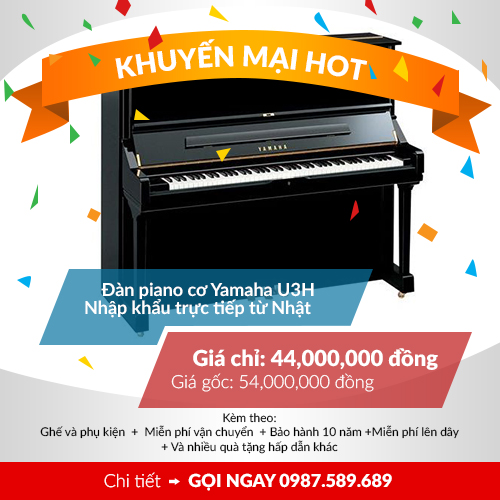 KHUYẾN MẠI HOT
YAMAHA
Đàn piano cơ Yamaha U3H
Nhập khẩu trực tiếp từ Nhật
Giá chỉ: 44,000,000 đồng
Giá gốc: 54,000,000 đồng
Kèm theo:
Ghế và phụ kiện + Miễn phí vận chuyển + Bảo hành 10 năm +Miễn phí lên dây
+ Và nhiều quà tặng hấp dẫn khác
Chi tiết ➡ GỌI NGAY 0987.589.689